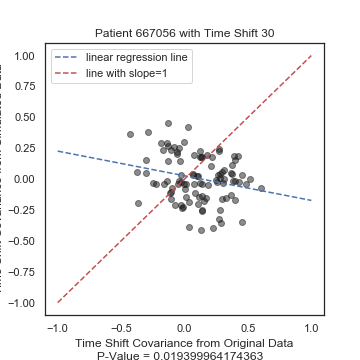 Patient 667056 with Time Shift 30
linear regression line
line with slope=1
1.00
0.75
0.50
0.25
0.00
−0.25
−0.50
−0.75
−1.00
−1.0 −0.5 0.0 0.5 1.0
Time Shift Covariance from Original Data
P-Value = 0.019399964174363